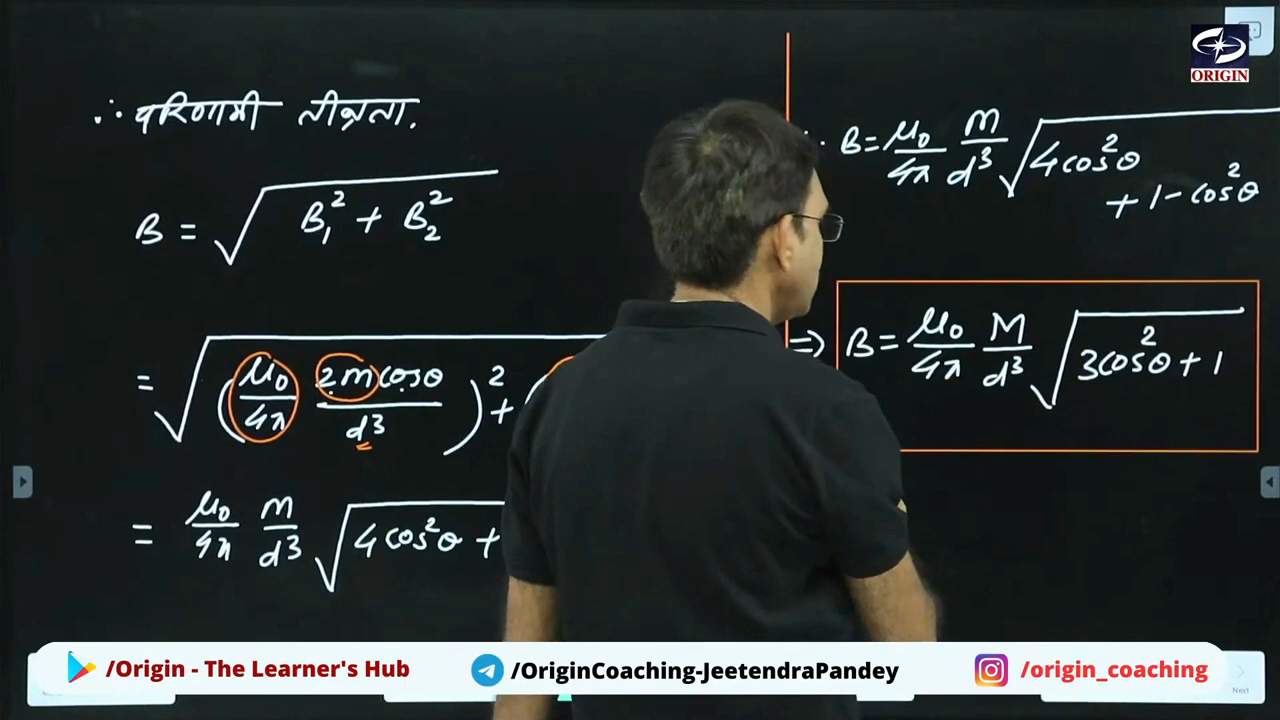 ∴ परिणामी तीव्रता.
B = √(B₁² + B₂²)
= √((μ₀/4π 2m cosθ/d³)² + (
= μ₀/4π m/d³ √(4cos²θ +
∴ B = μ₀/4π m/d³ √(4cos²θ
+ 1 - cos²θ
⇒ B = μ₀/4π M/d³ √(3cos²θ + 1)
ORIGIN
/Origin - The Learner's Hub
/OriginCoaching-JeetendraPandey
/origin_coaching
Next